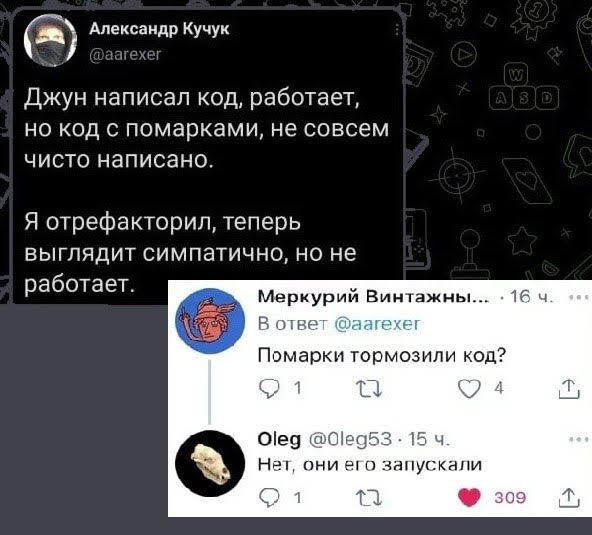 Александр Кучук
@aarexer
Джун написал код, работает,
но код с помарками, не совсем
чисто написано.
Я отрефакторил, теперь
выглядит симпатично, но не
работает.
W
A S D
Меркурий Винтажны... · 16 ч.
В ответ @aarexer
Помарки тормозили код?
1 4
Oleg @Oleg53 · 15 ч.
Нет, они его запускали
1 309